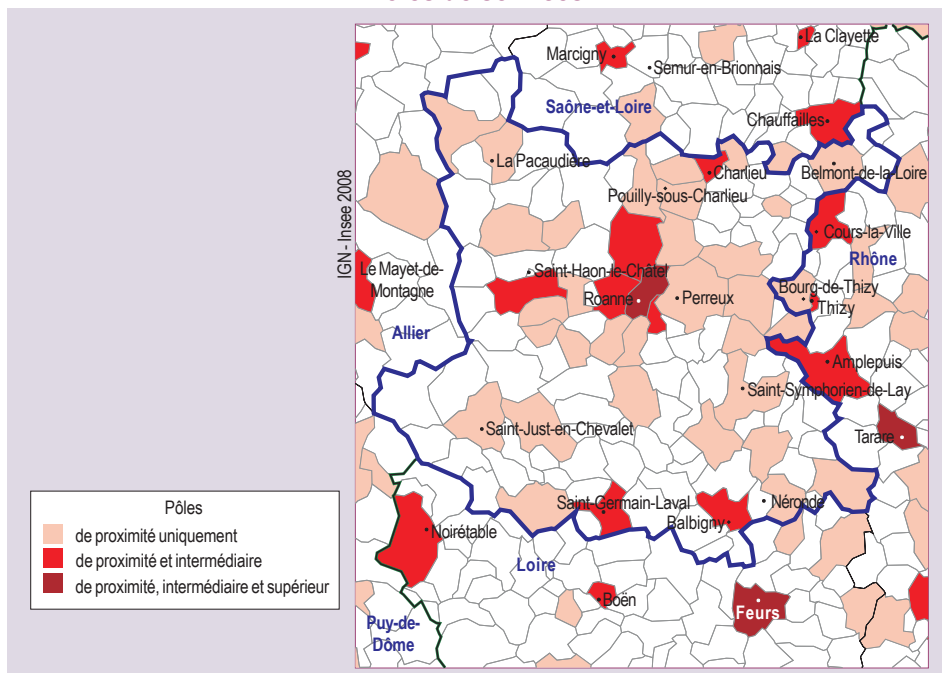 La Clayette
Marcigny
Semur-en-Brionnais
Saône-et-Loire
Chauffailles
La Pacaudière
Charlieu
Belmont-de-la-Loire
Pouilly-sous-Charlieu
IGN - Insee 2008
Cours-la-Ville
Rhône
Le Mayet-de-
Montagne
Saint-Haon-le-Châtel
Bourg-de-Thizy
Thizy
Roanne
Perreux
Allier
Amplepuis
Saint-Symphorien-de-Lay
Saint-Just-en-Chevalet
Tarare
Saint-Germain-Laval
Néronde
Balbigny
Noirétable
Loire
Boën
Feurs
Puy-de-
Dôme
Pôles
de proximité uniquement
de proximité et intermédiaire
de proximité, intermédiaire et supérieur